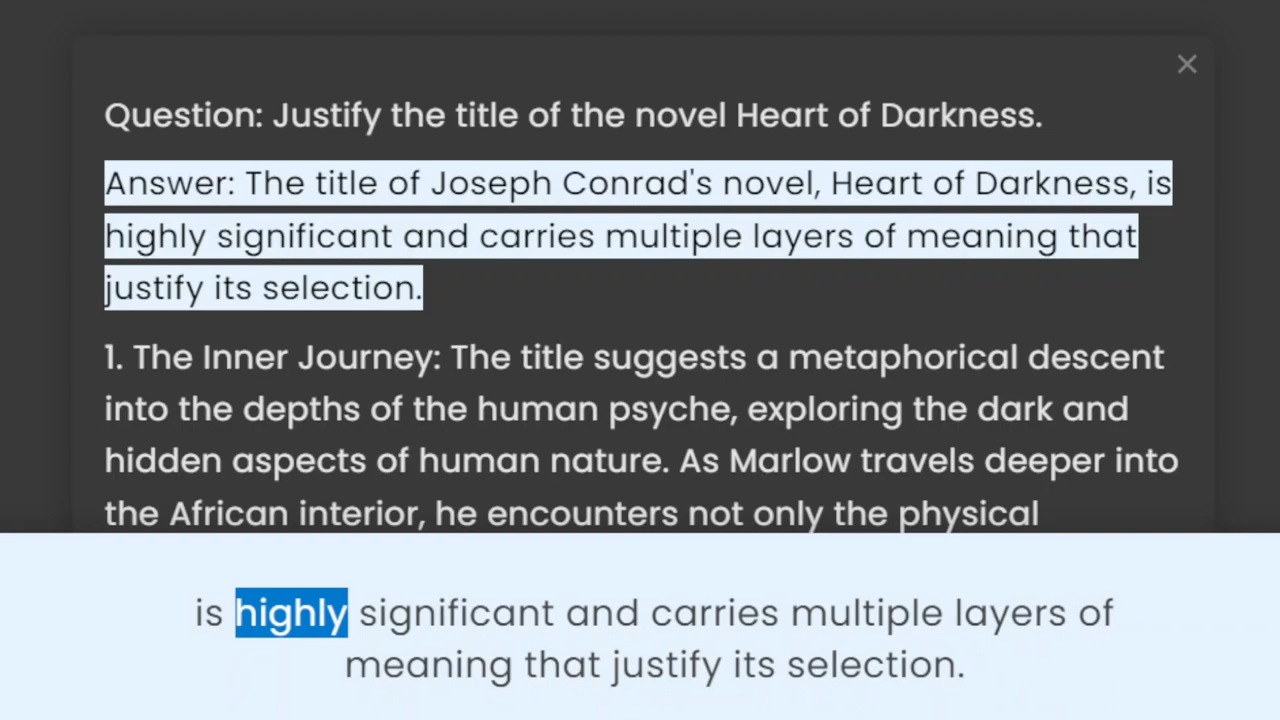 Question: Justify the title of the novel Heart of Darkness.
Answer: The title of Joseph Conrad's novel, Heart of Darkness, is
highly significant and carries multiple layers of meaning that
justify its selection.
1. The Inner Journey: The title suggests a metaphorical descent
into the depths of the human psyche, exploring the dark and
hidden aspects of human nature. As Marlow travels deeper into
the African interior, he encounters not only the physical
is highly significant and carries multiple layers of
meaning that justify its selection.